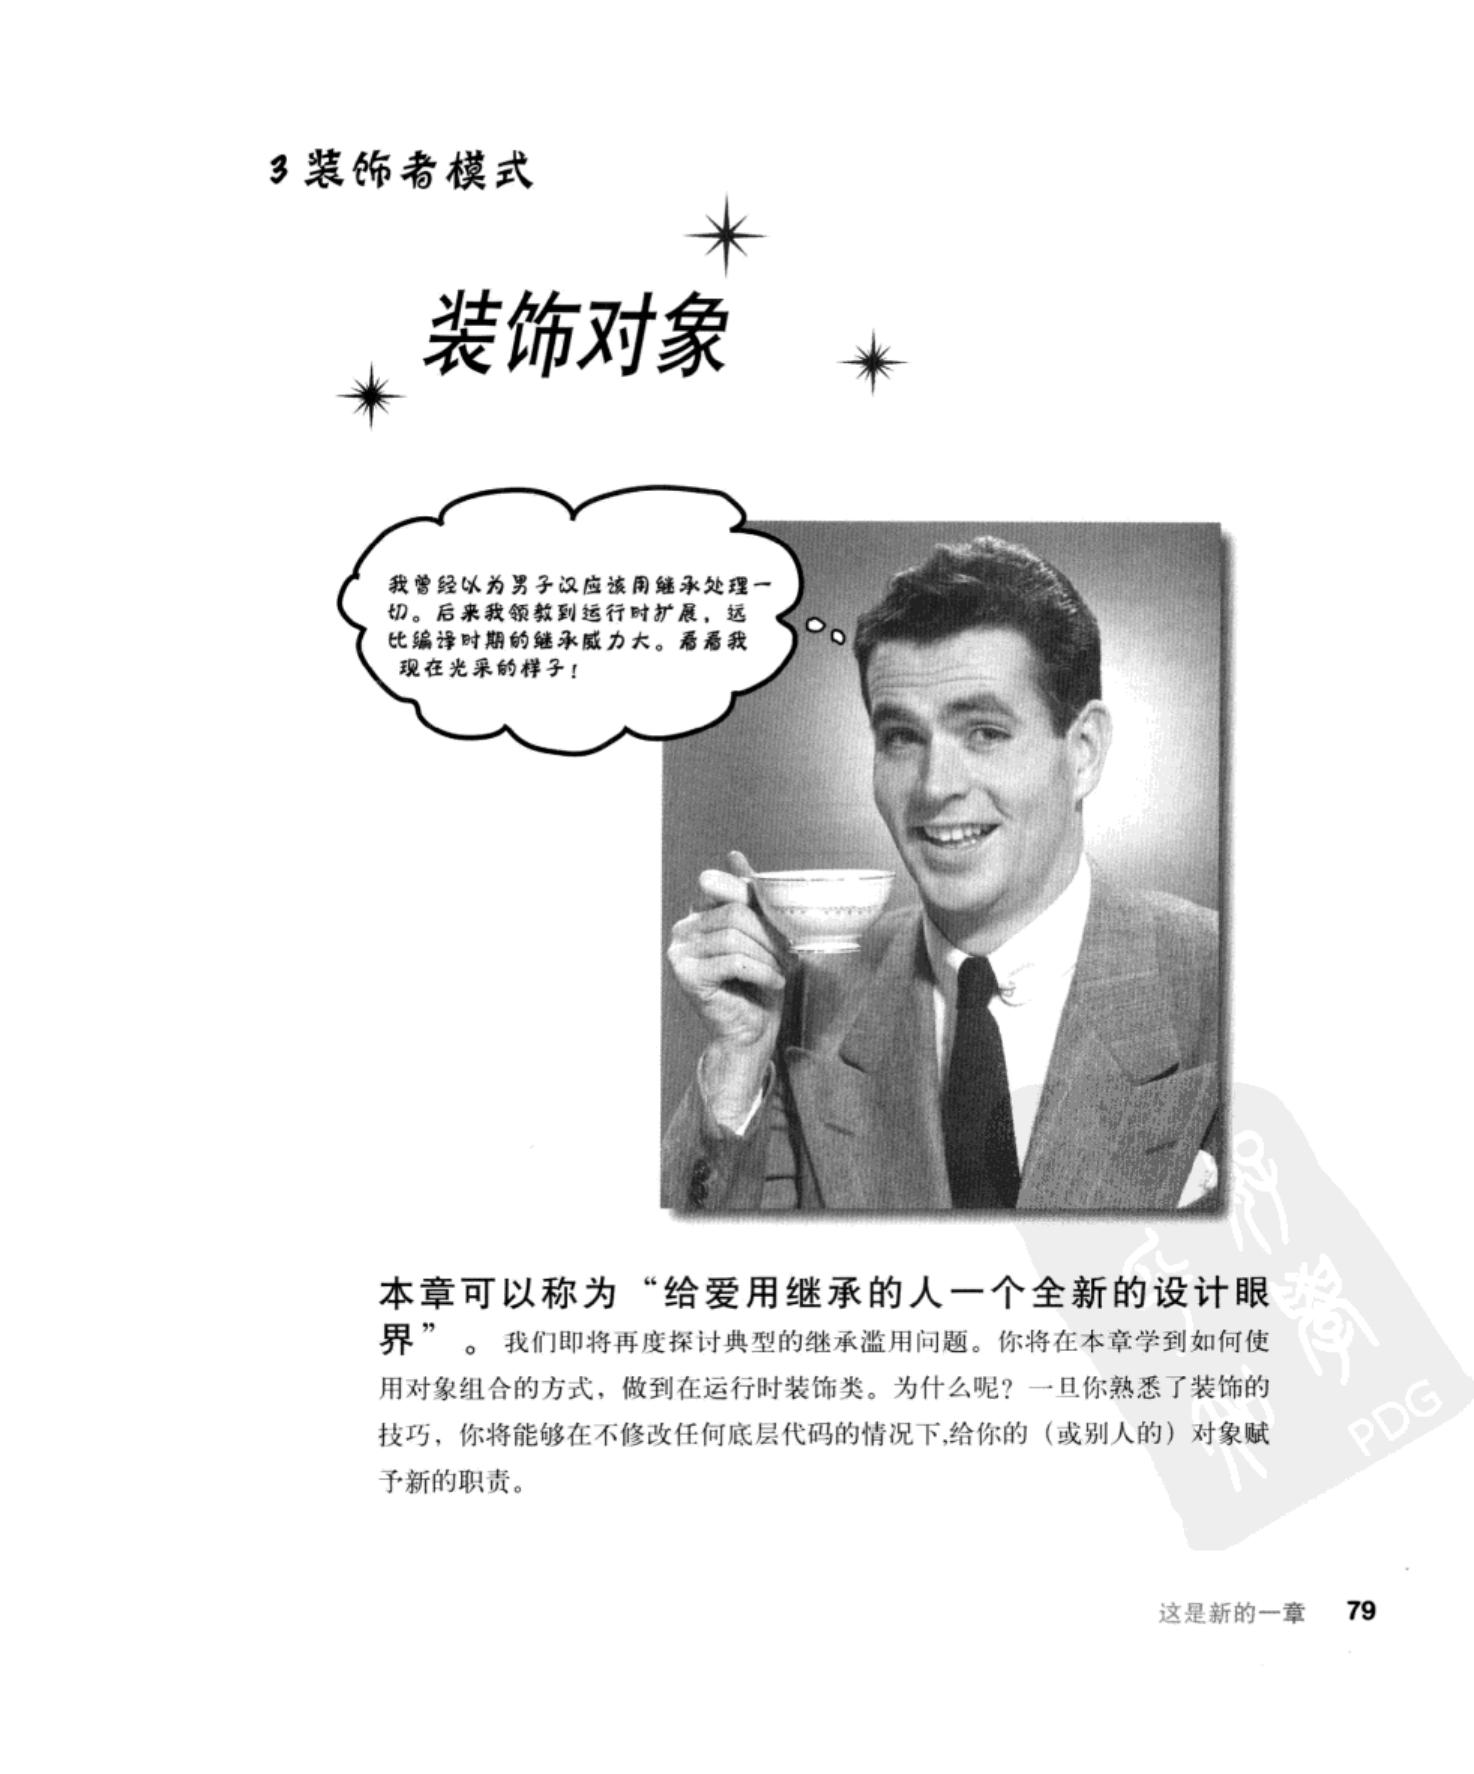 3 装饰者模式
装饰对象
我曾经以为男子汉应该用继承处理一
切。后来我领教到运行时扩展，远
比编译时期的继承威力大。看看我
现在光采的样子！
本章可以称为“给爱用继承的人一个全新的设计眼
界”。我们即将再度探讨典型的继承滥用问题。你将在本章学到如何使
用对象组合的方式，做到在运行时装饰类。为什么呢？一旦你熟悉了装饰的
技巧，你将能够在不修改任何底层代码的情况下,给你的（或别人的）对象赋
予新的职责。
PDG
这是新的一章 79